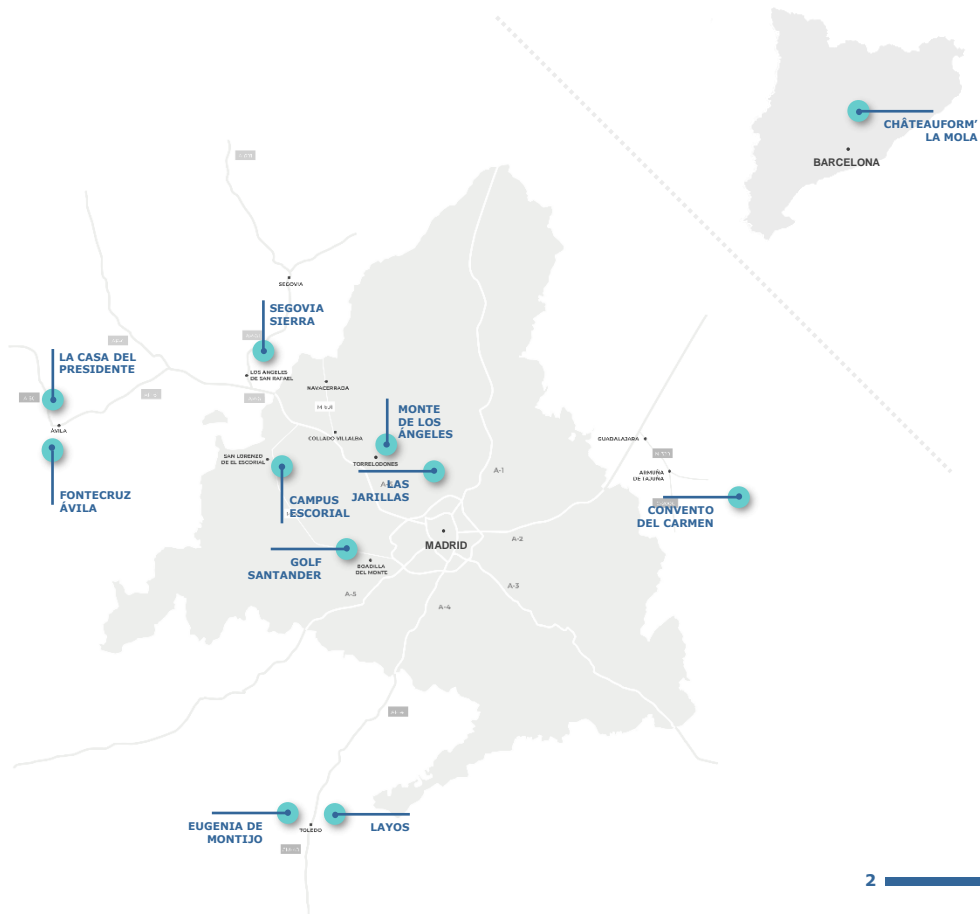 CHÂTEAUFORM'
LA MOLA
BARCELONA
SEGOVIA
SEGOVIA
SIERRA
LA CASA DEL
PRESIDENTE
LOS ÁNGELES
DE SAN RAFAEL
NAVACERRADA
MONTE
DE LOS
ÁNGELES
ÁVILA
COLLADO VILLALBA
GUADALAJARA
SAN LORENZO
DE EL ESCORIAL
TORRELODONES
A-1
ARMUÑA
DE TAJUÑA
LAS
JARILLAS
FONTECRUZ
ÁVILA
CAMPUS
ESCORIAL
CONVENTO
DEL CARMEN
MADRID
A-2
GOLF
SANTANDER
BOADILLA
DEL MONTE
A-3
A-5
A-4
EUGENIA DE
MONTIJO
TOLEDO
LAYOS
2